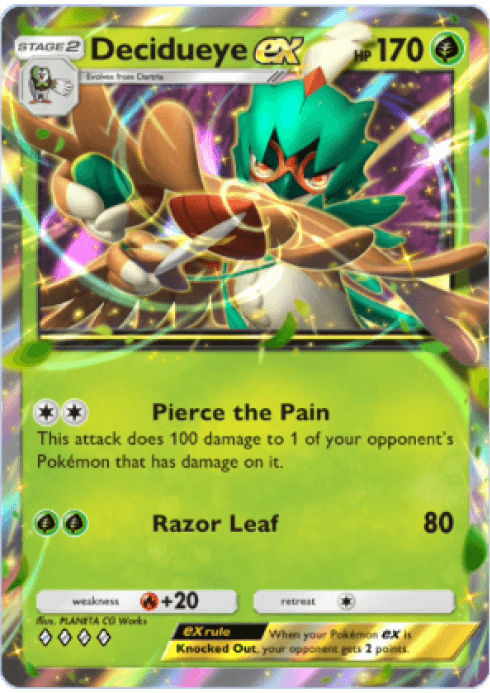 STAGE 2 Decidueye ex HP 170
Evolves from Dartrix
Pierce the Pain
This attack does 100 damage to 1 of your opponent's
Pokémon that has damage on it.
Razor Leaf 80
weakness +20 retreat
Illus. PLANETA CG Works
ex rule When your Pokémon ex is
Knocked Out, your opponent gets 2 points.